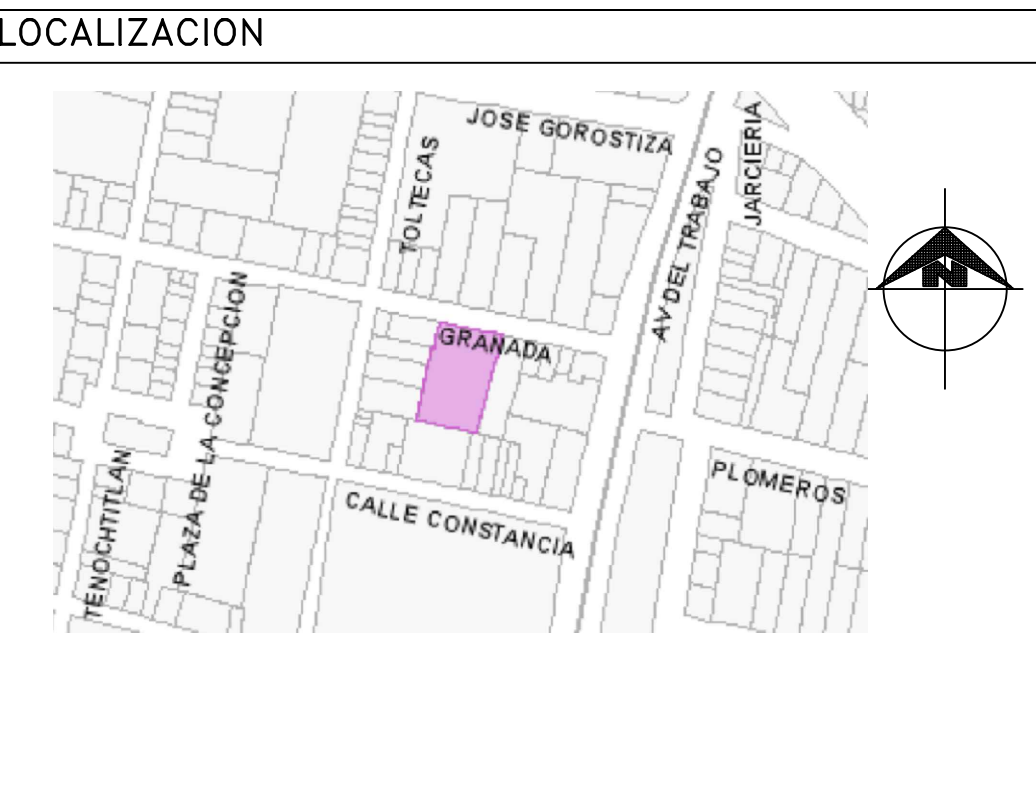 LOCALIZACION
JOSE GOROSTIZA
TOLTECAS
JARCIERIA
AV DEL TRABAJO
N
GRANADA
PLAZA DE LA CONCEPCION
TENOCHTITLAN
PLOMEROS
CALLE CONSTANCIA